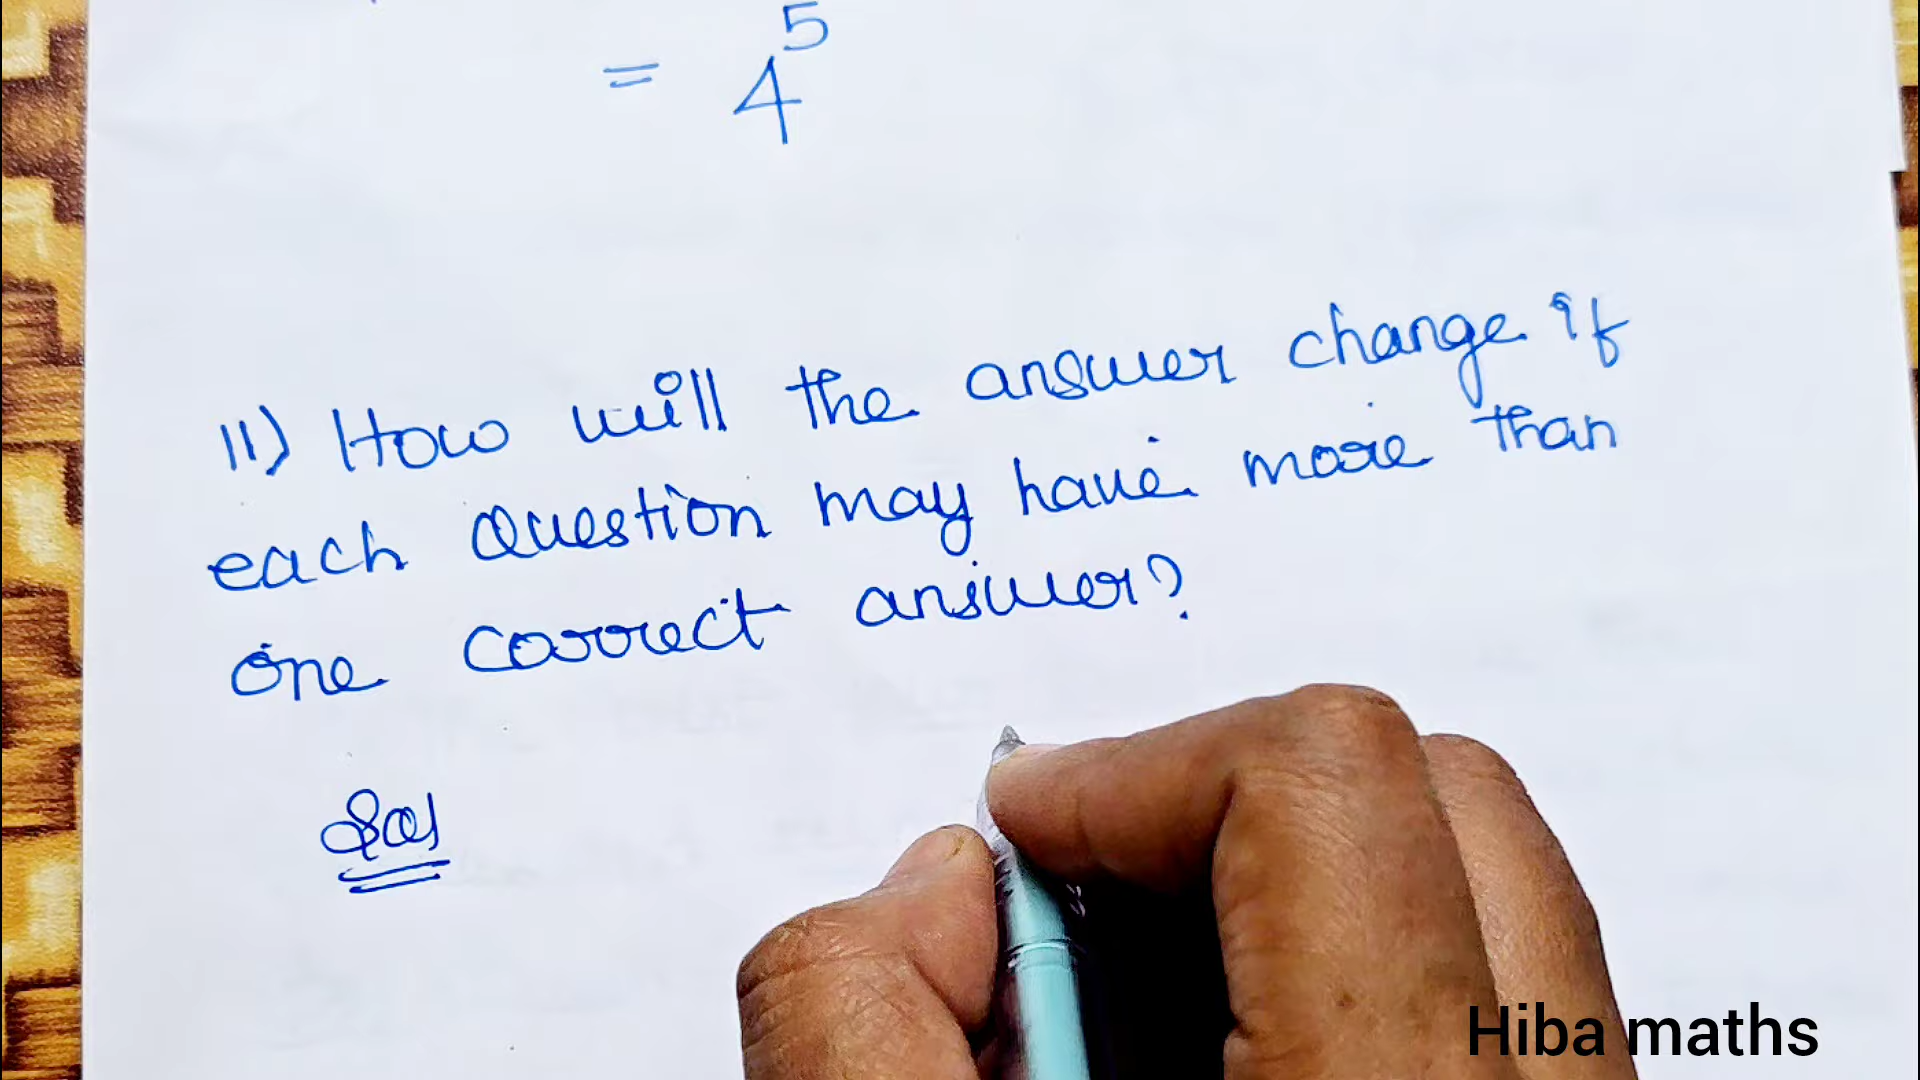 = 4⁵
11) How will the answer change if
each Question may have more than
one correct answer?
Sol
Hiba maths